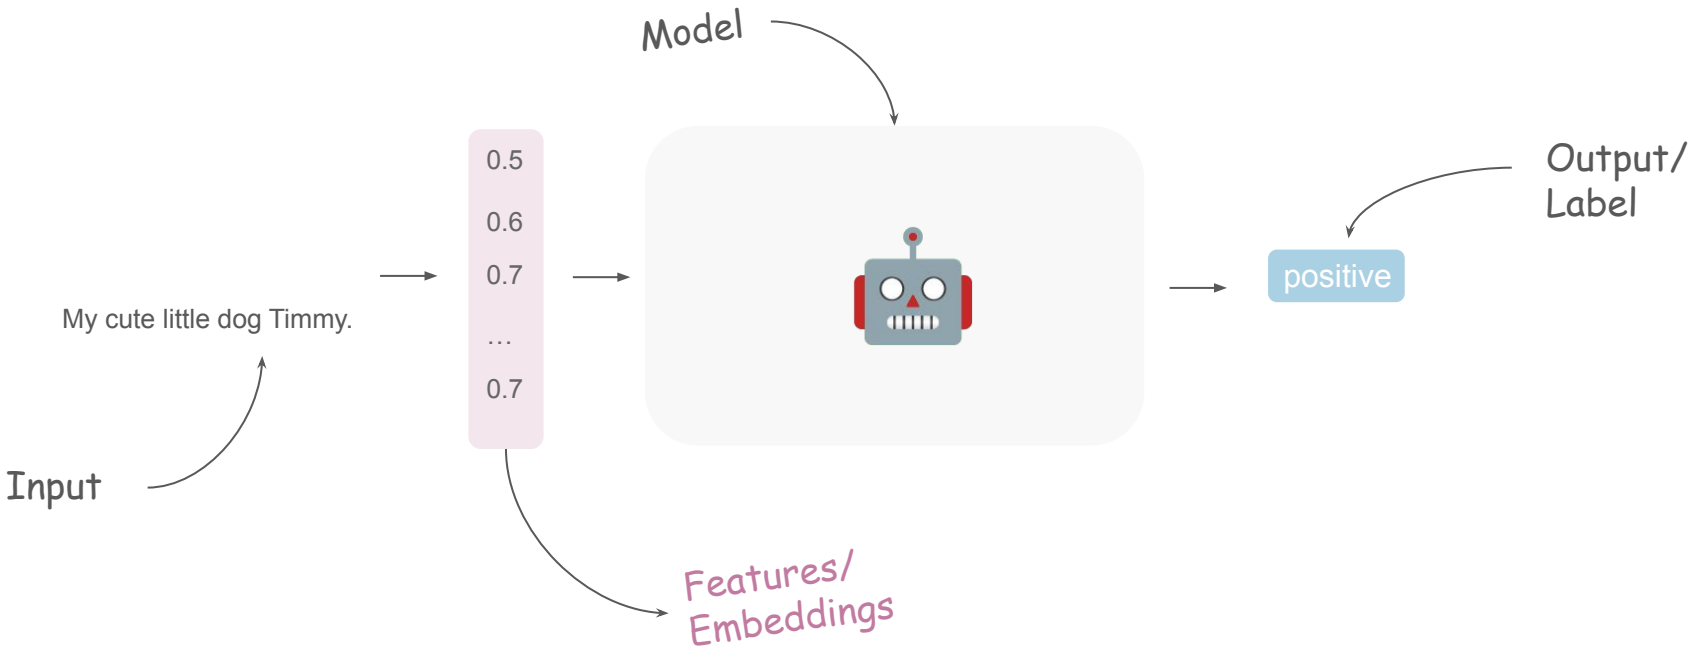 Model
Output/
Label
0.5
0.6
0.7
…
0.7
positive
My cute little dog Timmy.
Input
Features/
Embeddings